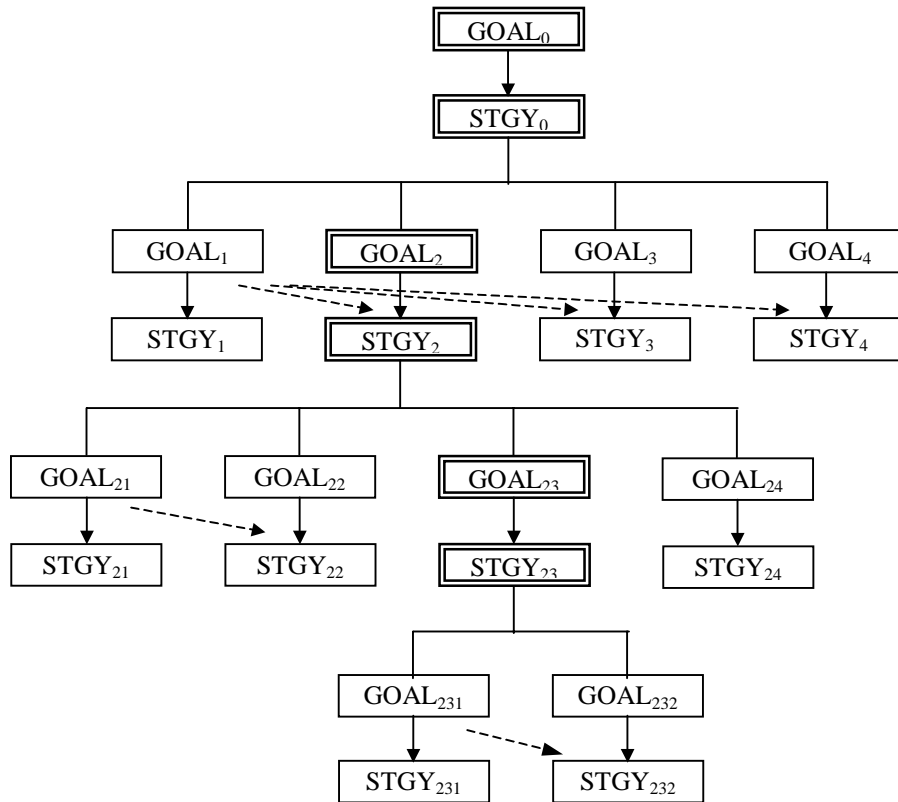 GOAL₀
STGY₀
GOAL₁ GOAL₂ GOAL₃ GOAL₄
STGY₁ STGY₂ STGY₃ STGY₄
GOAL₂₁ GOAL₂₂ GOAL₂₃ GOAL₂₄
STGY₂₁ STGY₂₂ STGY₂₃ STGY₂₄
GOAL₂₃₁ GOAL₂₃₂
STGY₂₃₁ STGY₂₃₂